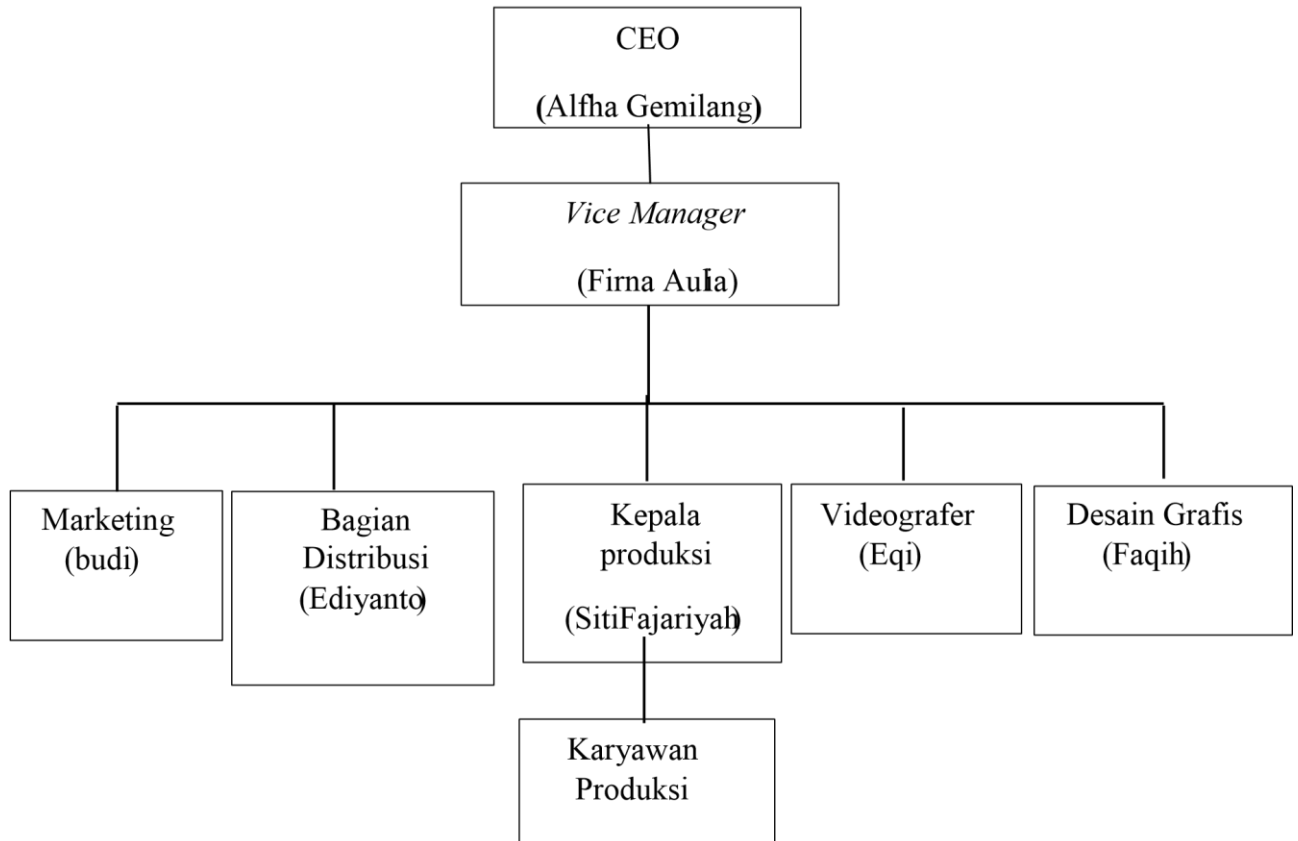 CEO
(Alfha Gemilang)
Vice Manager
(Firna Aulia)
Marketing
(budi)
Bagian
Distribusi
(Ediyanto)
Kepala
produksi
(SitiFajariyah)
Videografer
(Eqi)
Desain Grafis
(Faqih)
Karyawan
Produksi